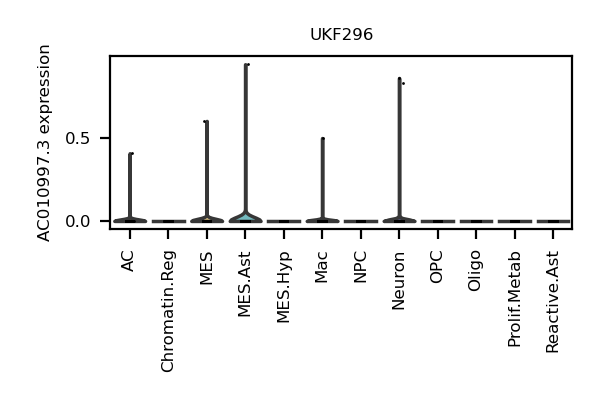 UKF296
AC010997.3 expression
0.5
0.0
AC
Chromatin.Reg
MES
MES.Ast
MES.Hyp
Mac
NPC
Neuron
OPC
Oligo
Prolif.Metab
Reactive.Ast